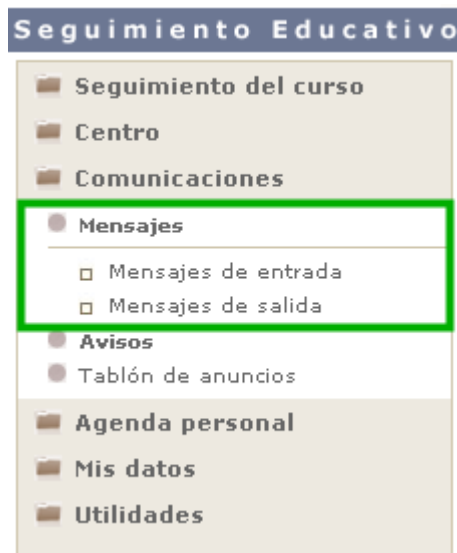 Seguimiento Educativo
Seguimiento del curso
Centro
Comunicaciones
Mensajes
Mensajes de entrada
Mensajes de salida
Avisos
Tablón de anuncios
Agenda personal
Mis datos
Utilidades